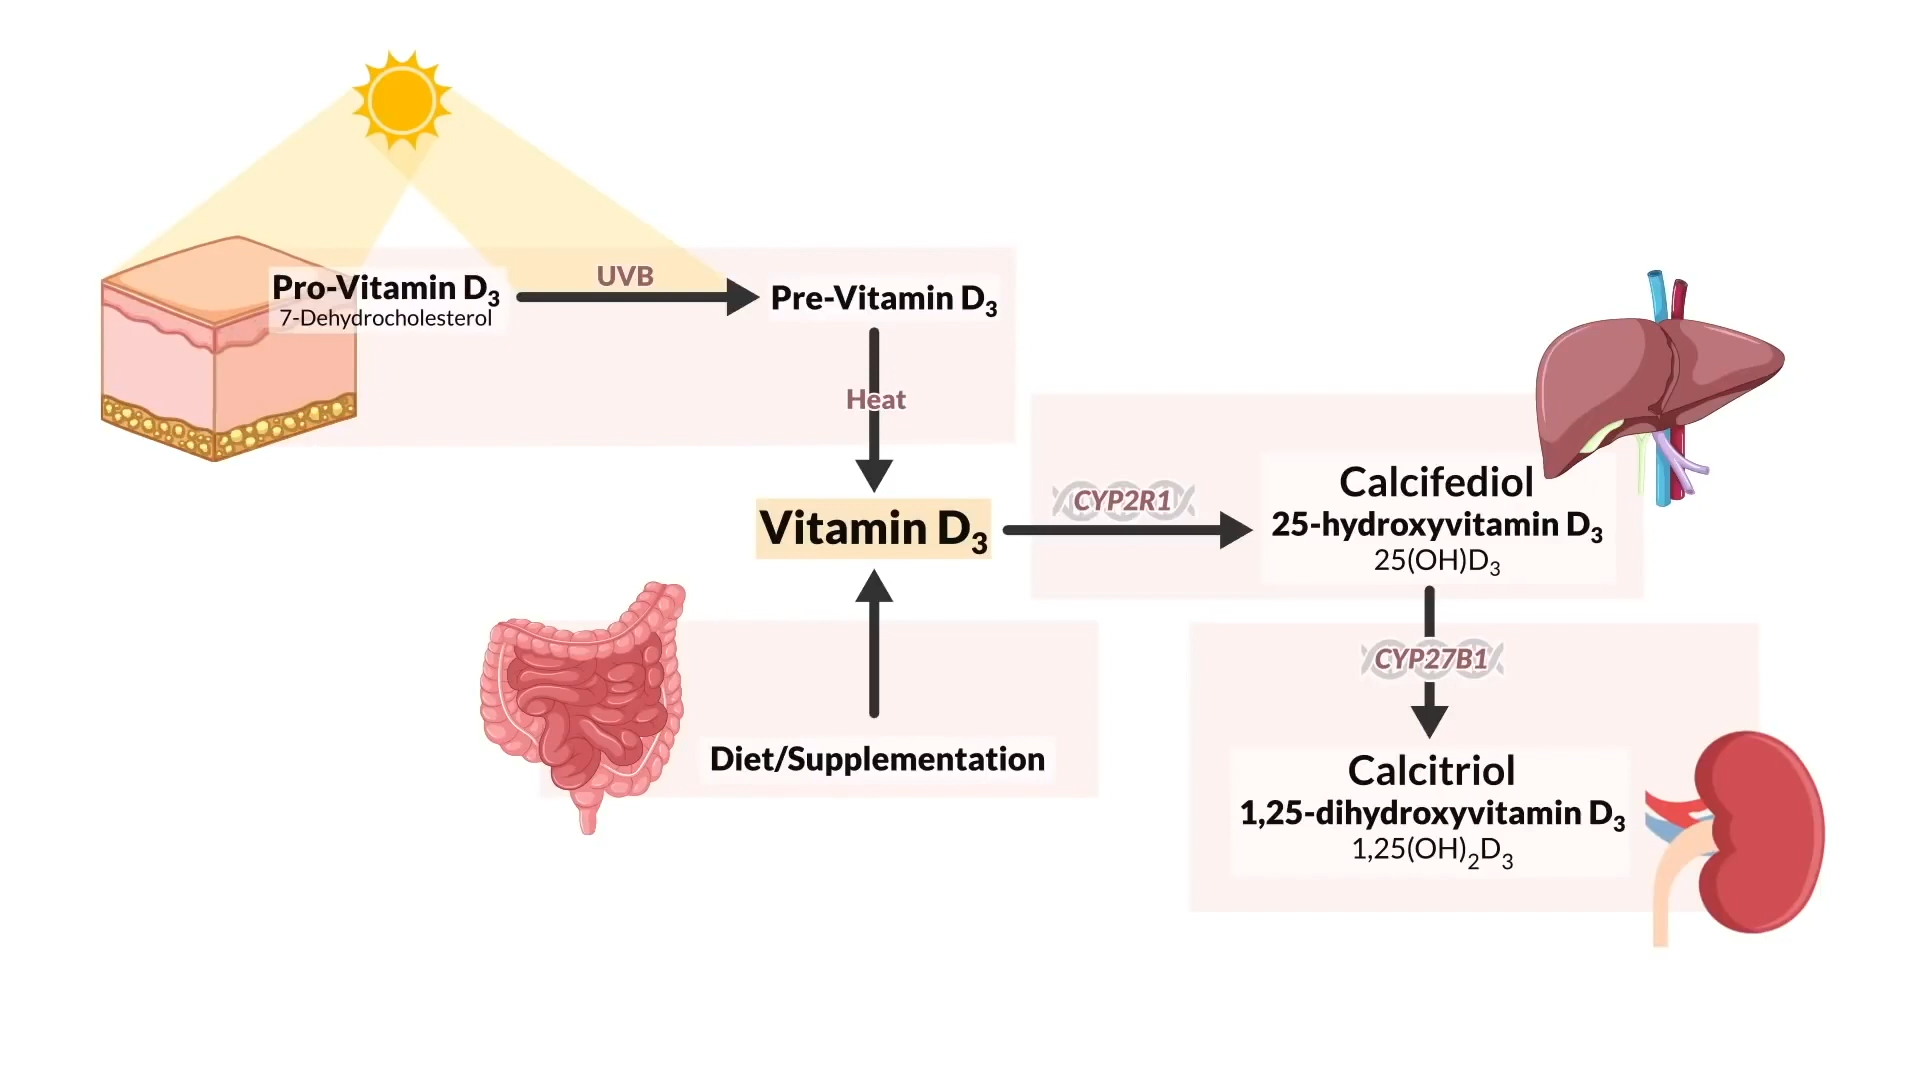 Pro-Vitamin D₃
7-Dehydrocholesterol
UVB
Pre-Vitamin D₃
Heat
Vitamin D₃
CYP2R1
Calcifediol
25-hydroxyvitamin D₃
25(OH)D₃
CYP27B1
Diet/Supplementation
Calcitriol
1,25-dihydroxyvitamin D₃
1,25(OH)₂D₃